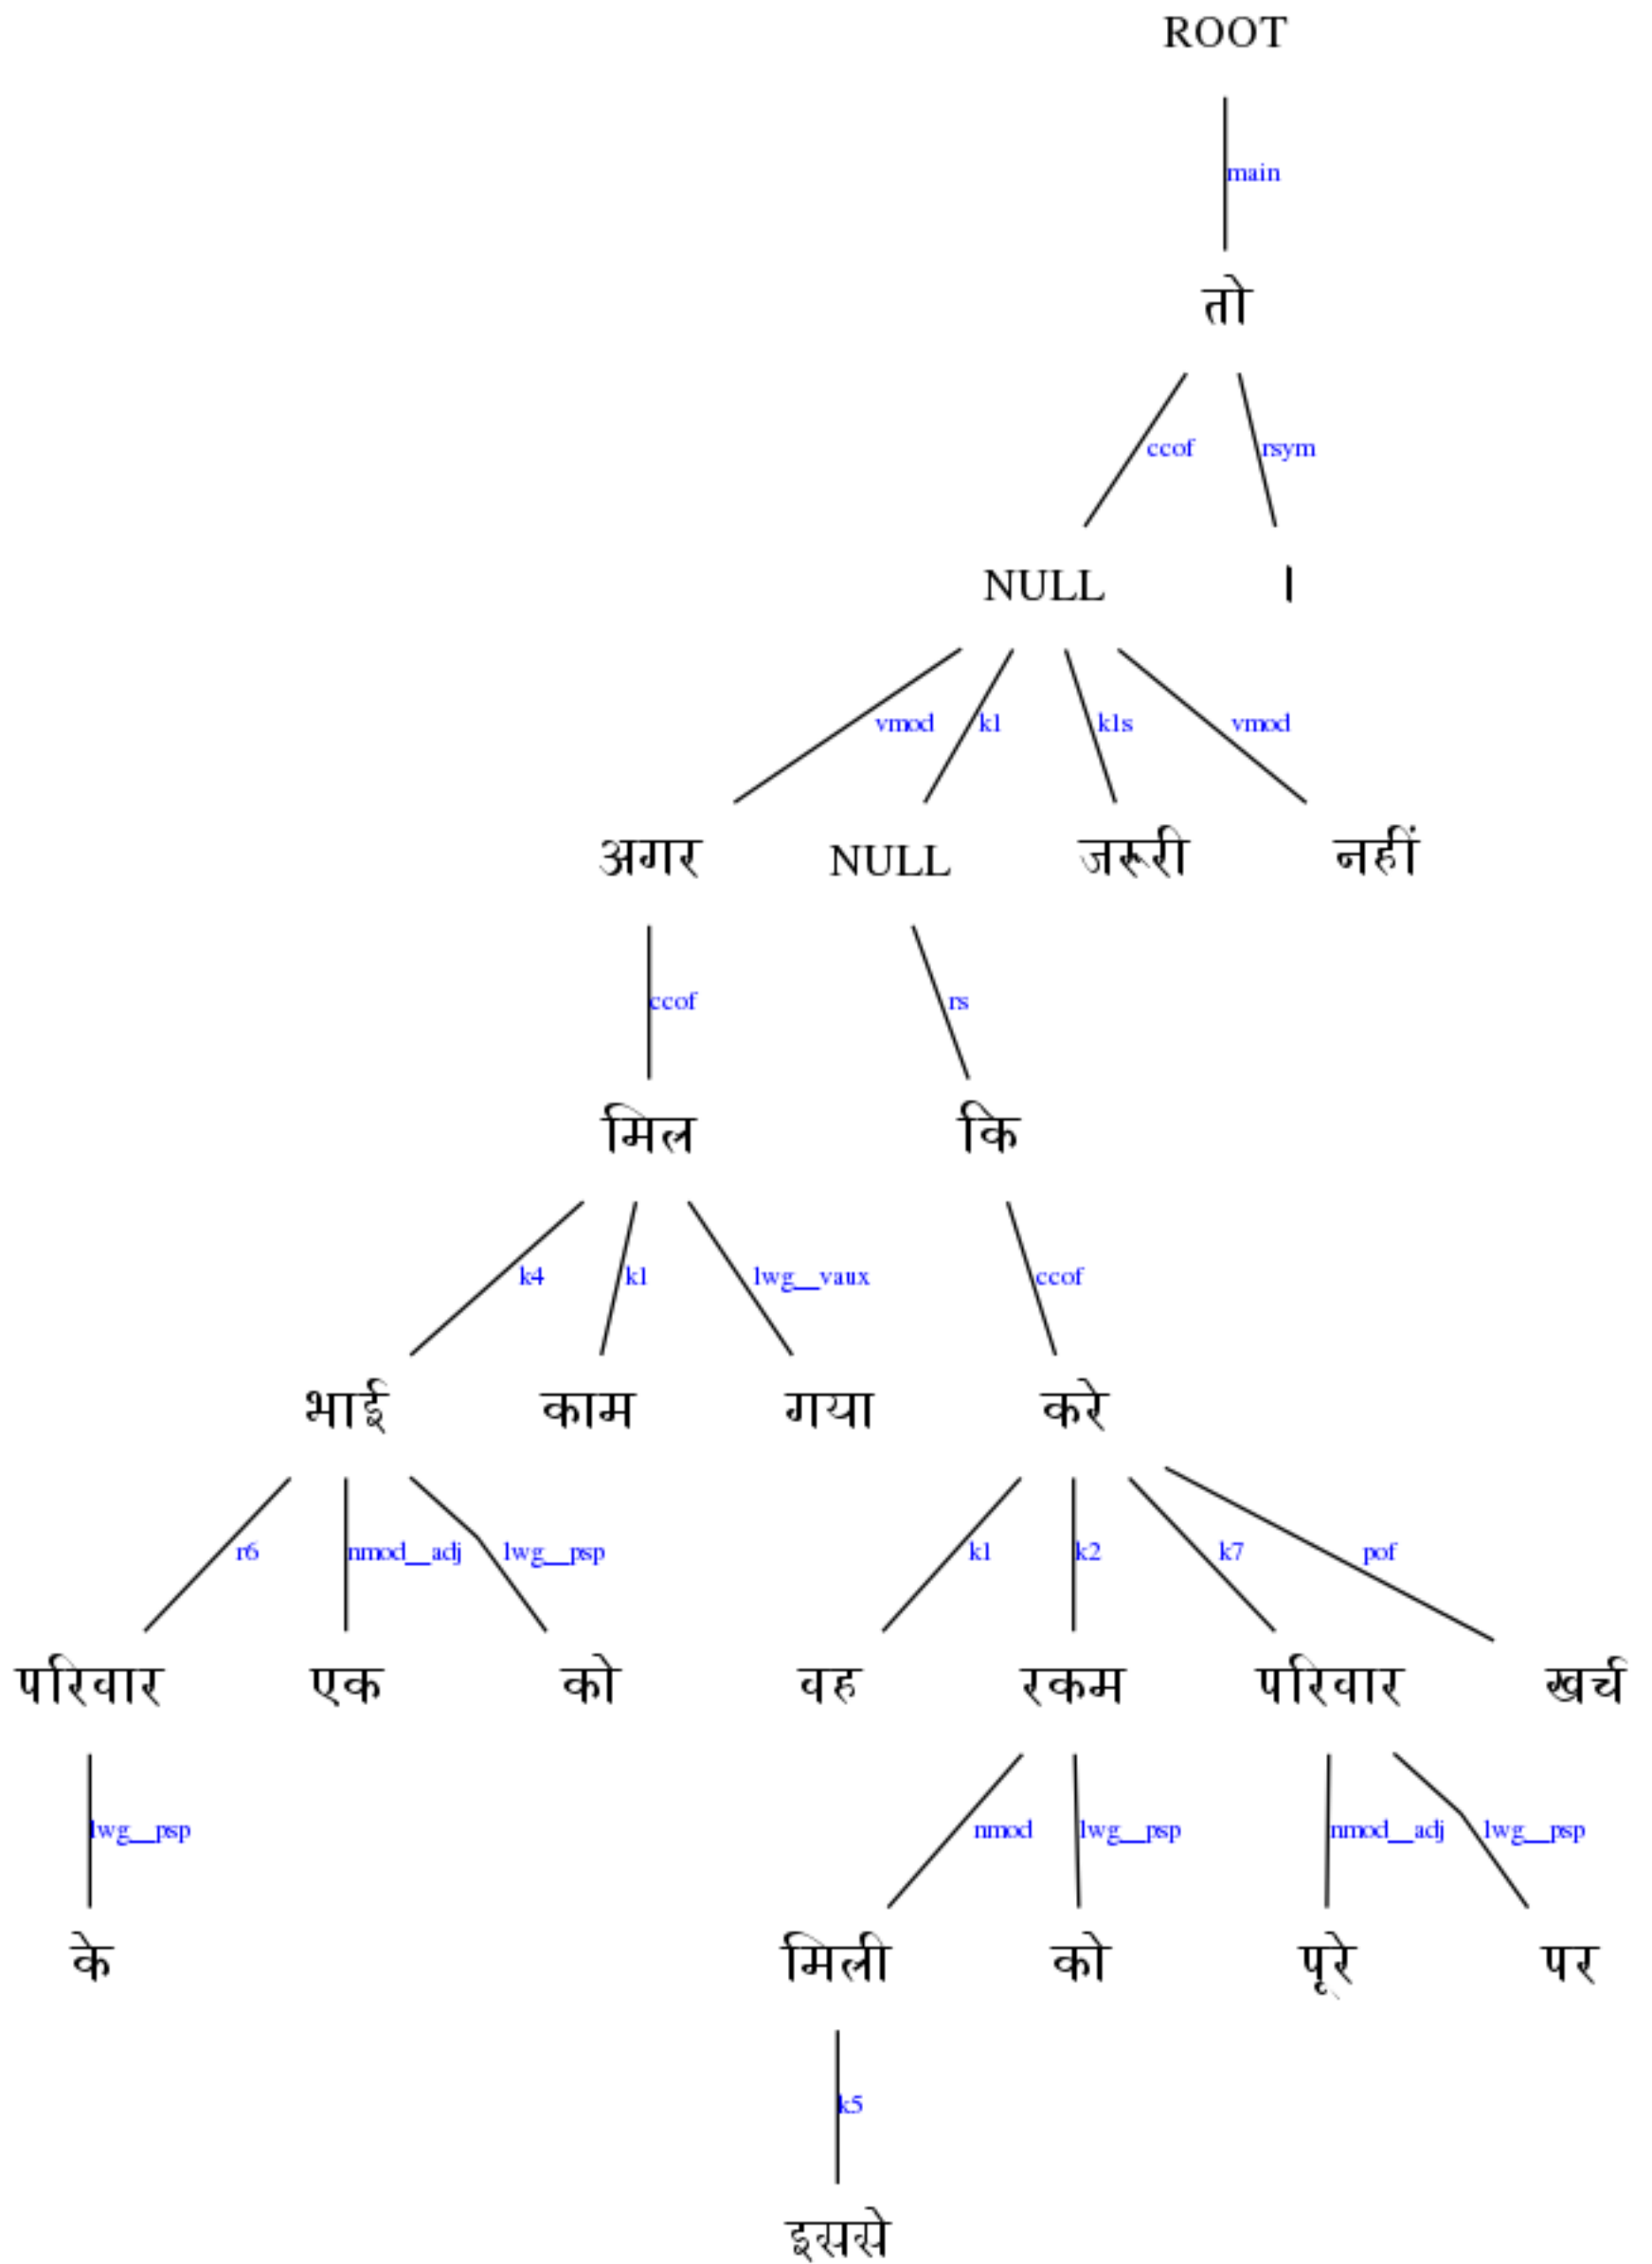 ROOT
main
तो
ccof rsym
NULL ।
vmod k1 k1s vmod
अगर NULL जरूरी नहीं
ccof rs
मिल कि
k4 k1 lwg__vaux ccof
भाई काम गया करे
r6 nmod__adj lwg__psp k1 k2 k7 pof
परिवार एक को वह रकम परिवार खर्च
lwg__psp nmod lwg__psp nmod__adj lwg__psp
के मिली को पूरे पर
k5
इससे